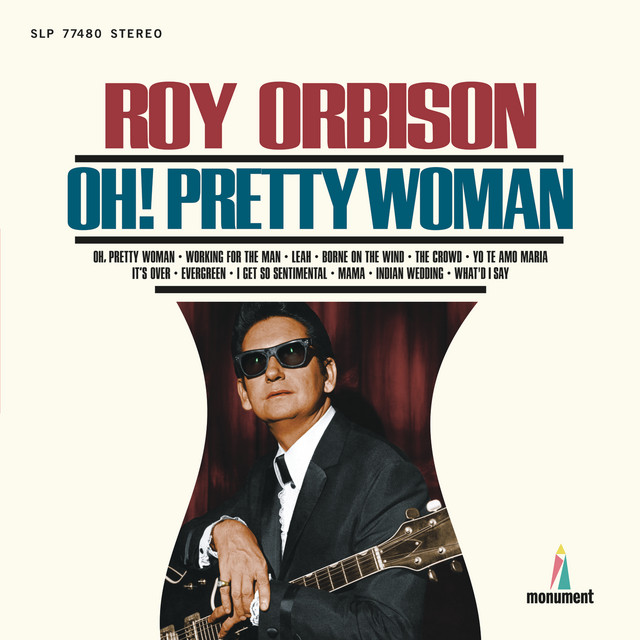 SLP 77480 STEREO
ROY ORBISON
OH! PRETTY WOMAN
OH, PRETTY WOMAN • WORKING FOR THE MAN • LEAH • BORNE ON THE WIND • THE CROWD • YO TE AMO MARIA
IT'S OVER • EVERGREEN • I GET SO SENTIMENTAL • MAMA • INDIAN WEDDING • WHAT'D I SAY
monument